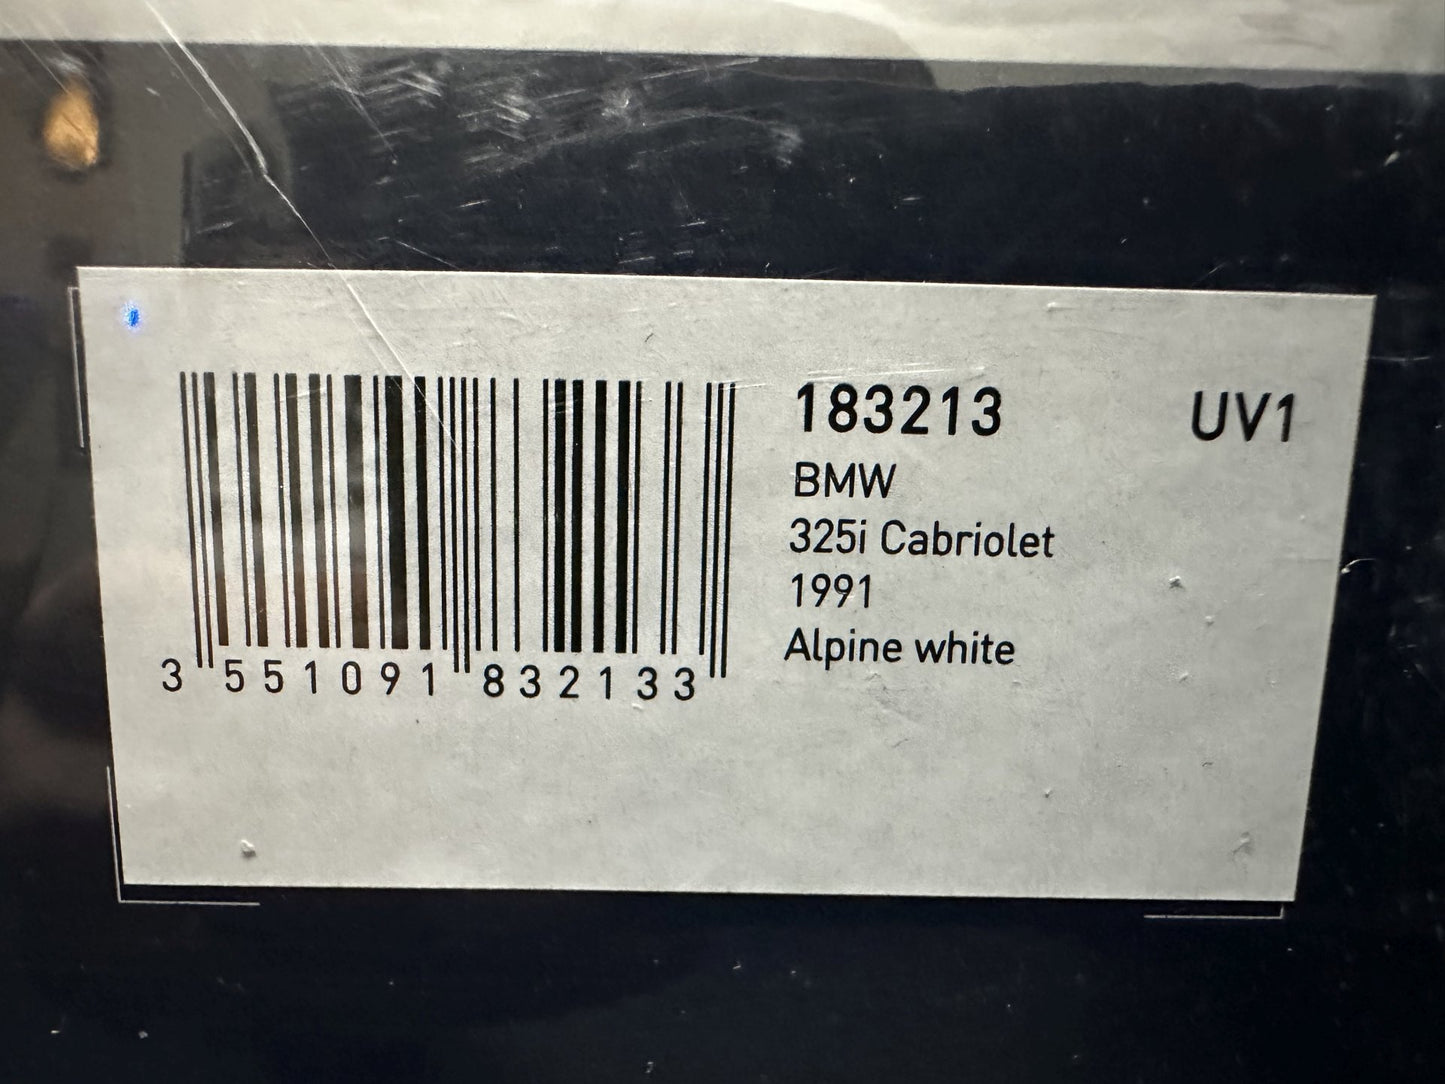 183213 UV1
BMW
325i Cabriolet
1991
Alpine white
3 551091 832133